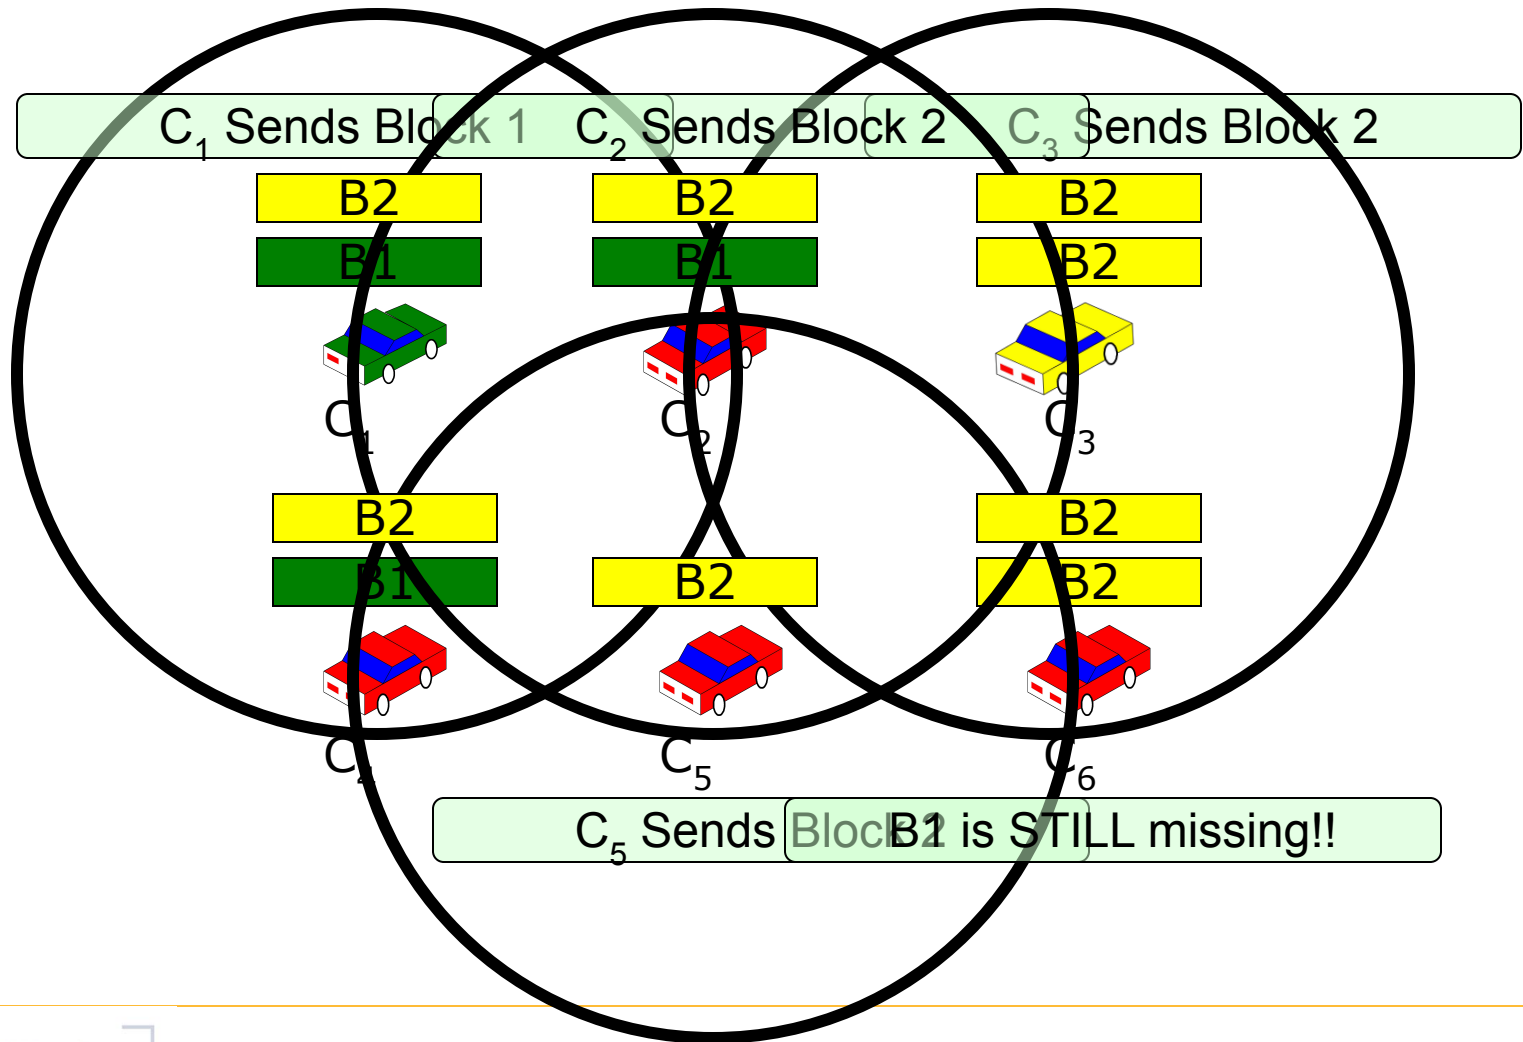 C1 Sends Block 1
C2 Sends Block 2
C3 Sends Block 2
B2
B2
B2
B1
B1
B2
C1
C2
C3
B2
B2
B1
B2
B2
C4
C5
C6
C5 Sends Block 2
B1 is STILL missing!!